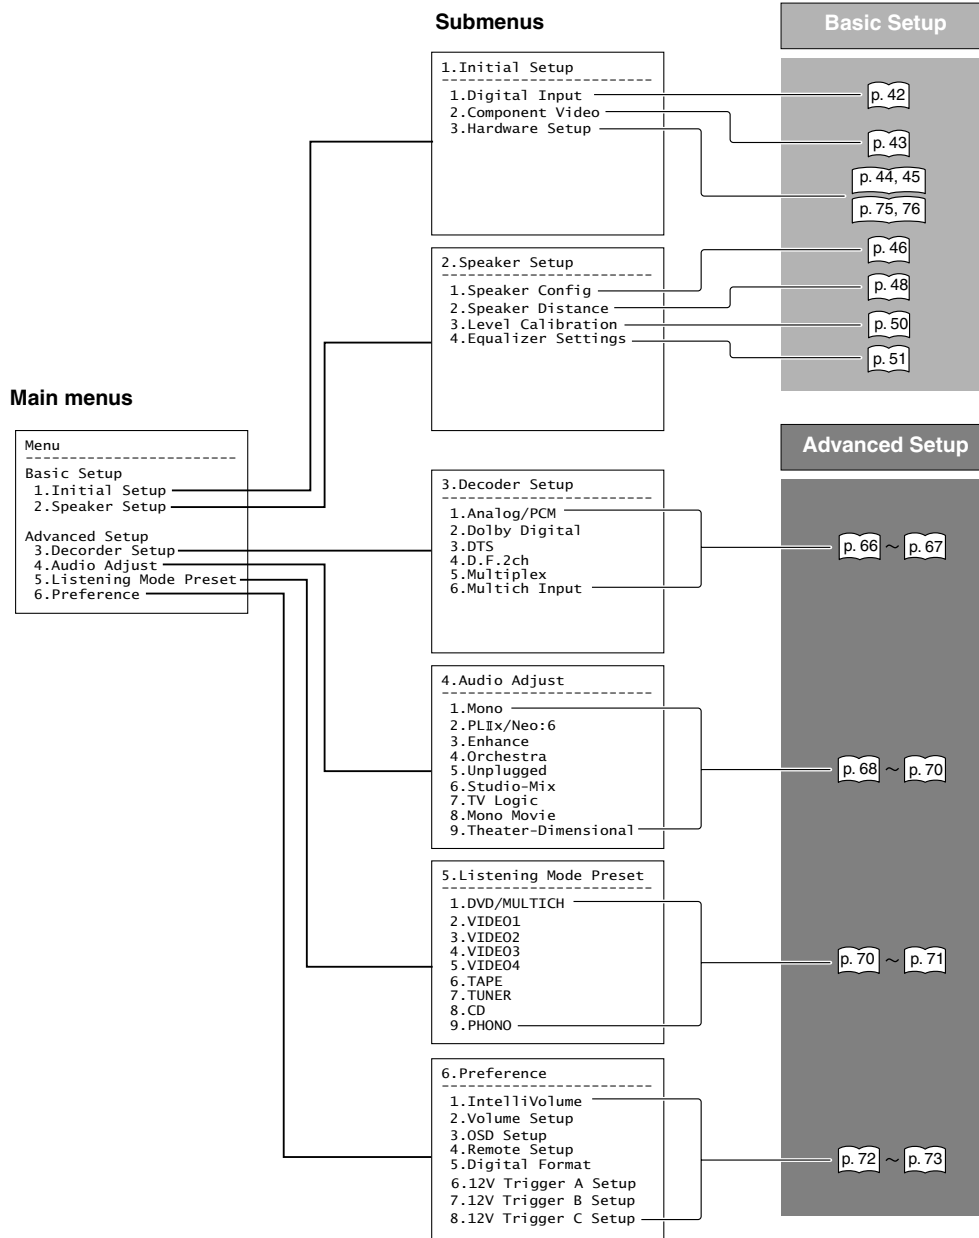 Submenus
Basic Setup
1.Initial Setup
1.Digital Input
2.Component Video
3.Hardware Setup
p. 42
p. 43
p. 44, 45
p. 75, 76
2.Speaker Setup
1.Speaker Config
2.Speaker Distance
3.Level Calibration
4.Equalizer Settings
p. 46
p. 48
p. 50
p. 51
Main menus
Menu
Basic Setup
1.Initial Setup
2.Speaker Setup
Advanced Setup
3.Decorder Setup
4.Audio Adjust
5.Listening Mode Preset
6.Preference
Advanced Setup
3.Decoder Setup
1.Analog/PCM
2.Dolby Digital
3.DTS
4.D.F.2ch
5.Multiplex
6.Multich Input
p. 66 ~ p. 67
4.Audio Adjust
1.Mono
2.PLⅡx/Neo:6
3.Enhance
4.Orchestra
5.Unplugged
6.Studio-Mix
7.TV Logic
8.Mono Movie
9.Theater-Dimensional
p. 68 ~ p. 70
5.Listening Mode Preset
1.DVD/MULTICH
2.VIDEO1
3.VIDEO2
4.VIDEO3
5.VIDEO4
6.TAPE
7.TUNER
8.CD
9.PHONO
p. 70 ~ p. 71
6.Preference
1.IntelliVolume
2.Volume Setup
3.OSD Setup
4.Remote Setup
5.Digital Format
6.12V Trigger A Setup
7.12V Trigger B Setup
8.12V Trigger C Setup
p. 72 ~ p. 73